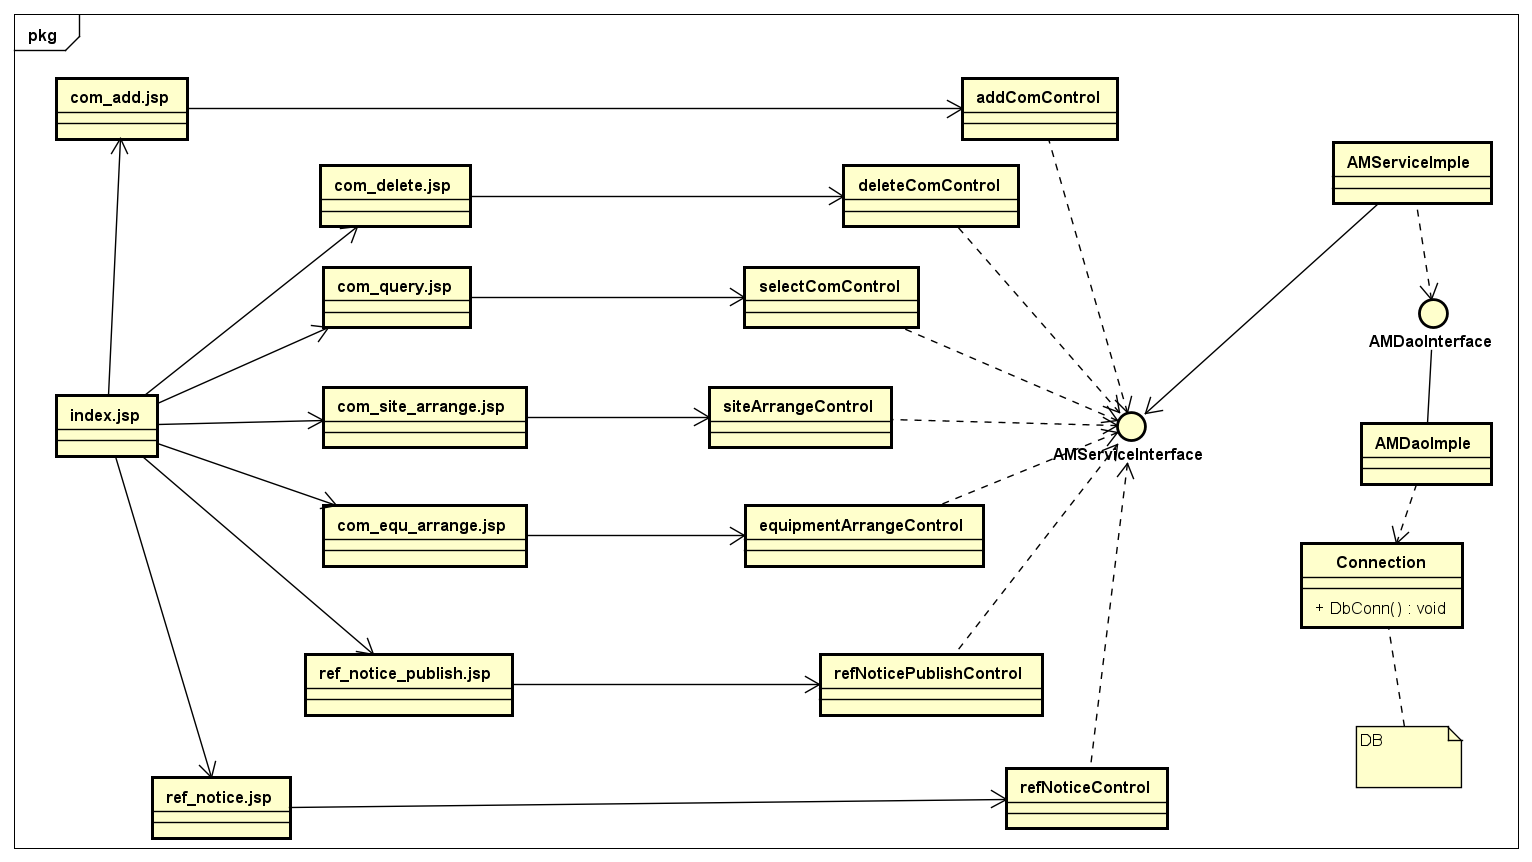 pkg
com_add.jsp
addComControl
AMServiceImple
com_delete.jsp
deleteComControl
com_query.jsp
selectComControl
AMDaoInterface
com_site_arrange.jsp
siteArrangeControl
index.jsp
AMServiceInterface
AMDaoImple
com_equ_arrange.jsp
equipmentArrangeControl
Connection
+ DbConn() : void
ref_notice_publish.jsp
refNoticePublishControl
DB
ref_notice.jsp
refNoticeControl